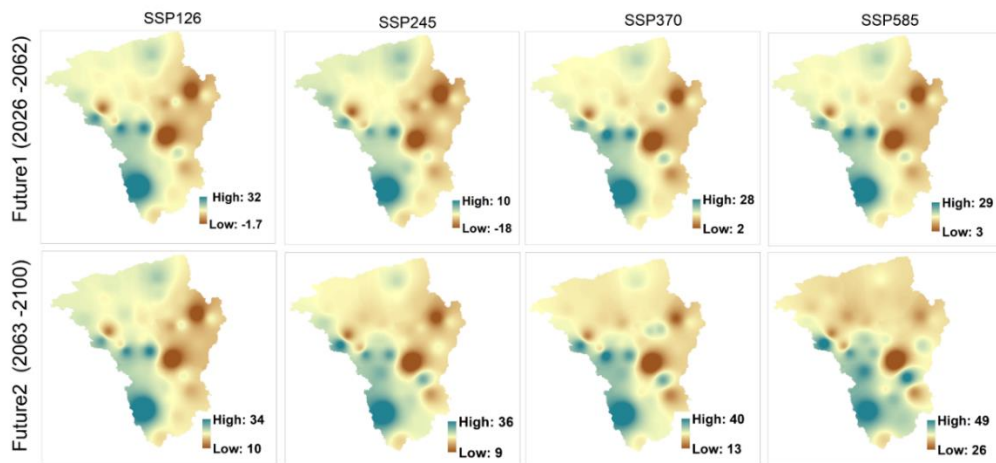 SSP126
SSP245
SSP370
SSP585
Future1 (2026 -2062)
High: 32
Low: -1.7
High: 10
Low: -18
High: 28
Low: 2
High: 29
Low: 3
Future2 (2063 -2100)
High: 34
Low: 10
High: 36
Low: 9
High: 40
Low: 13
High: 49
Low: 26